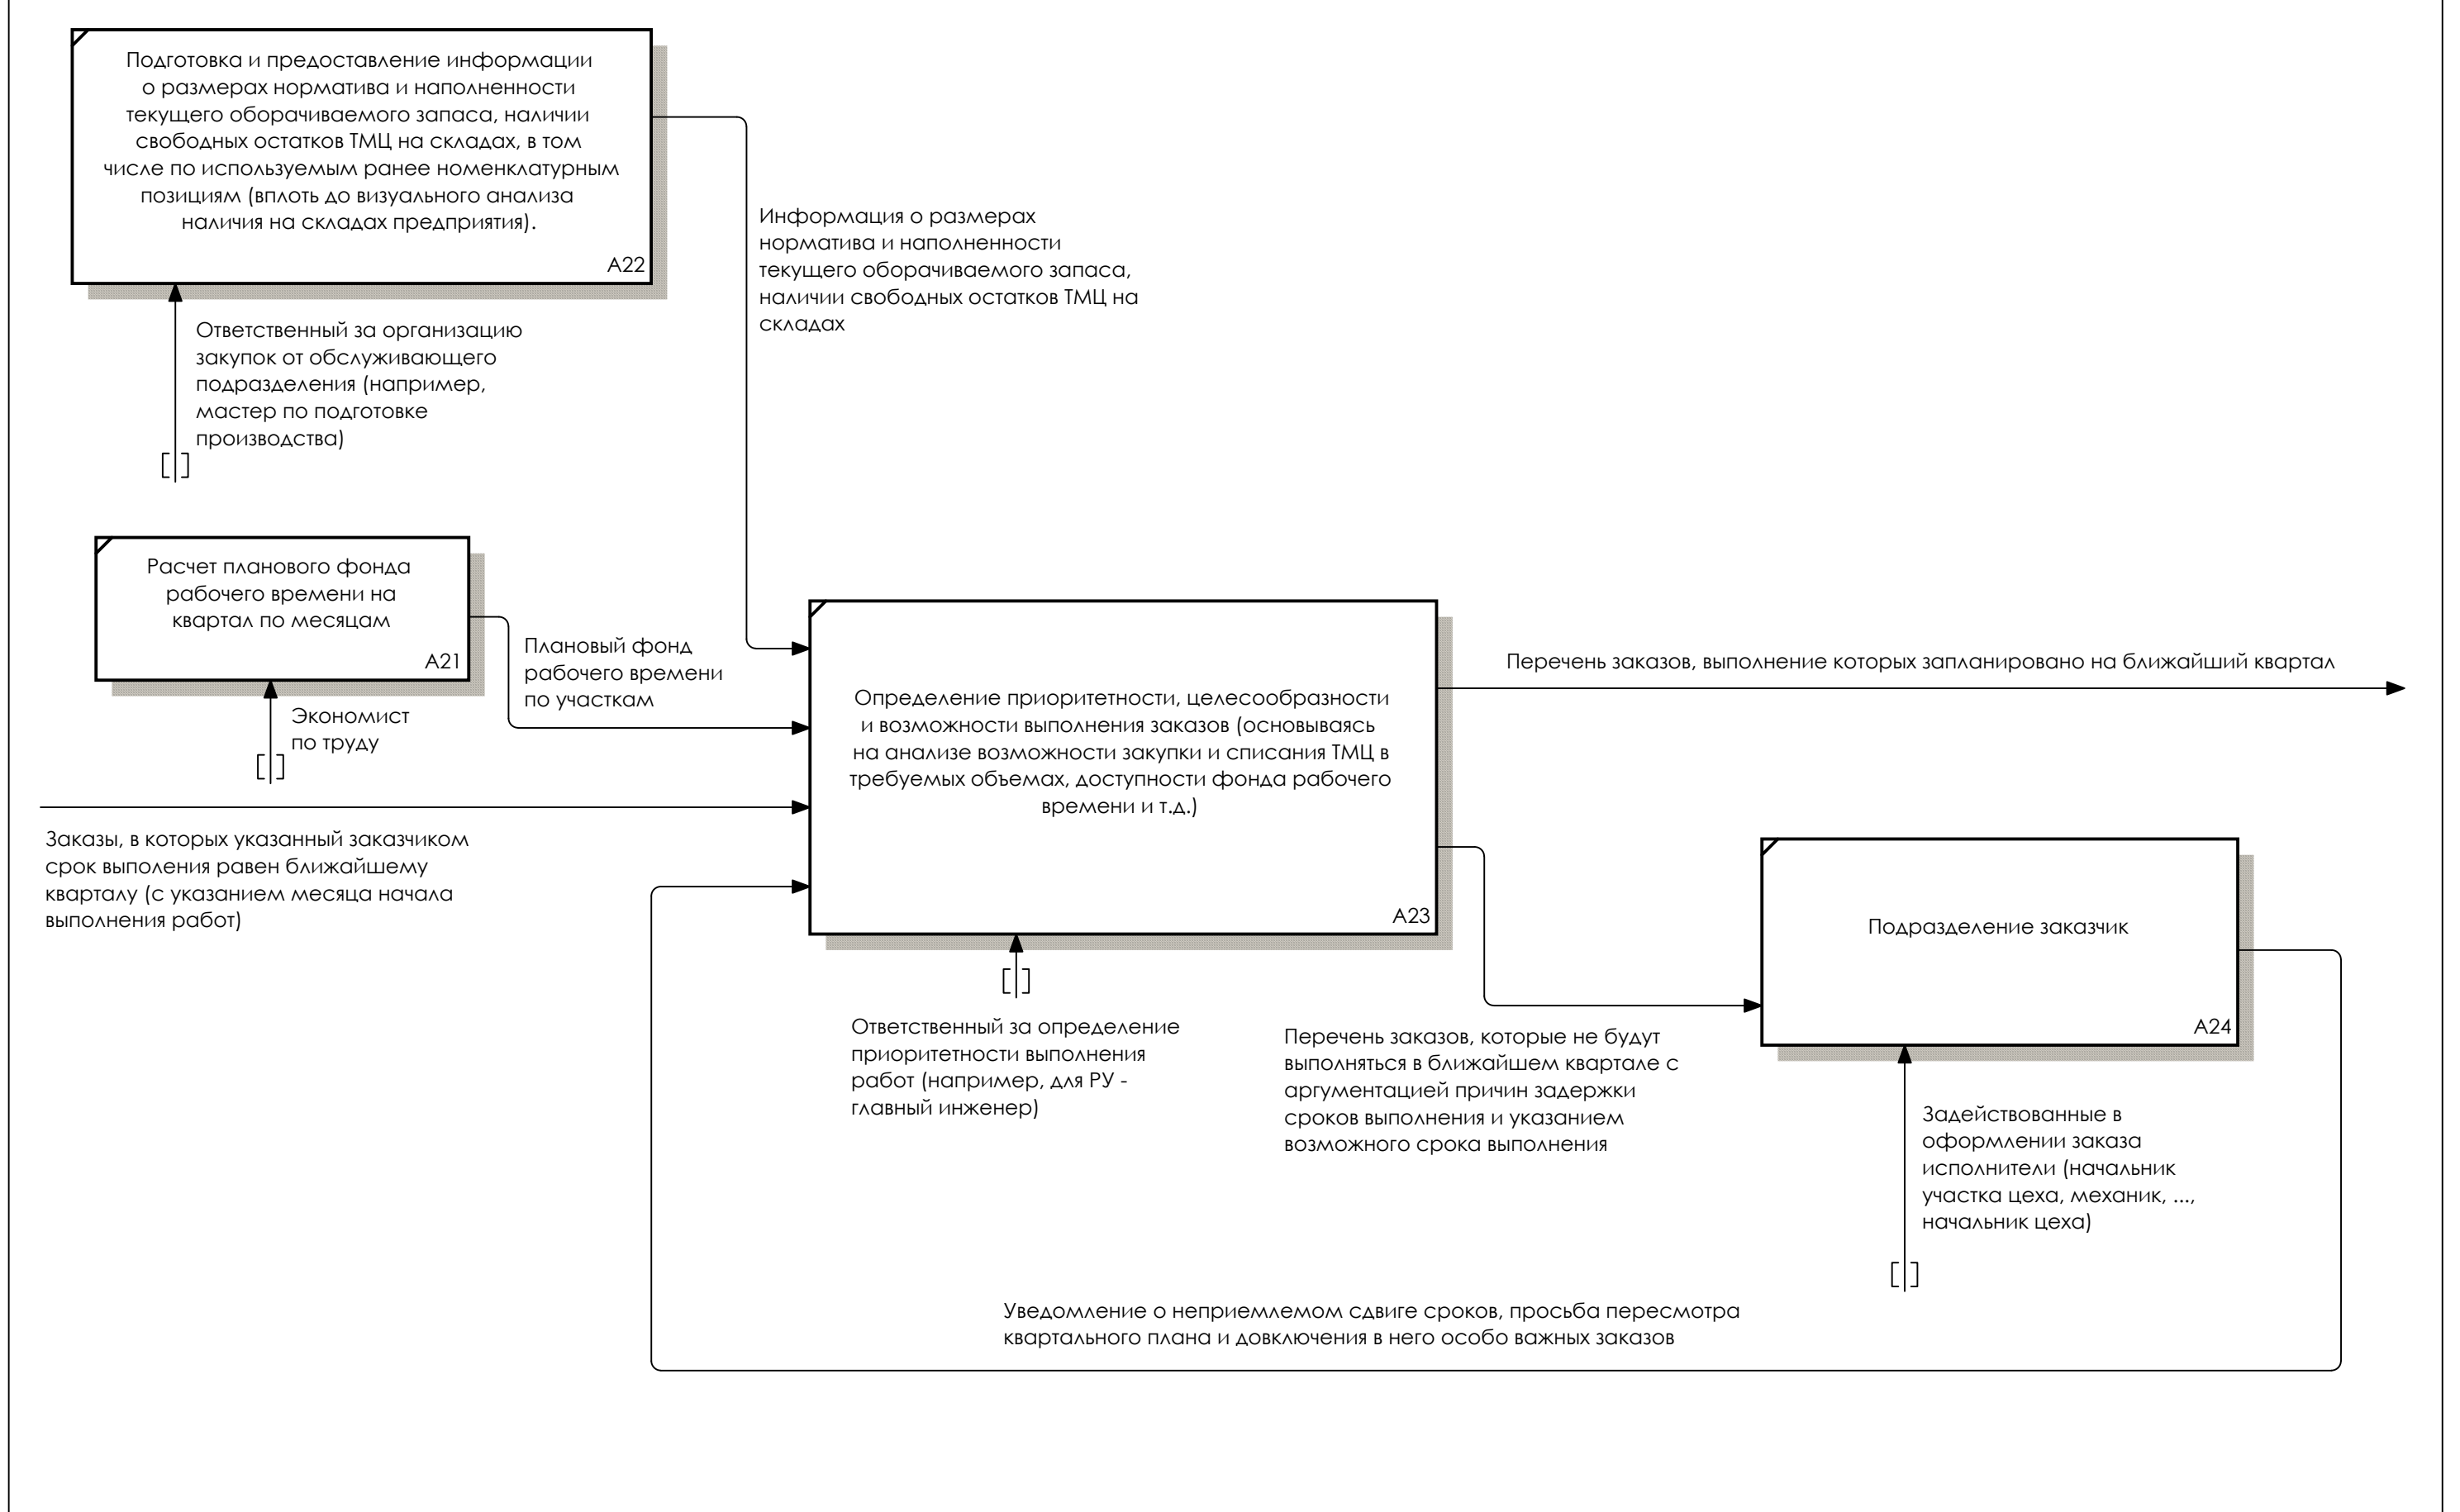 Подготовка и предоставление информации
о размерах норматива и наполненности
текущего оборачиваемого запаса, наличии
свободных остатков ТМЦ на складах, в том
числе по используемым ранее номенклатурным
позициям (вплоть до визуального анализа
наличия на складах предприятия).
A22
Информация о размерах
норматива и наполненности
текущего оборачиваемого запаса,
наличии свободных остатков ТМЦ на
складах
Ответственный за организацию
закупок от обслуживающего
подразделения (например,
мастер по подготовке
производства)
Расчет планового фонда
рабочего времени на
квартал по месяцам
A21
Плановый фонд
рабочего времени
по участкам
Экономист
по труду
Заказы, в которых указанный заказчиком
срок выполения равен ближайшему
кварталу (с указанием месяца начала
выполнения работ)
Определение приоритетности, целесообразности
и возможности выполнения заказов (основываясь
на анализе возможности закупки и списания ТМЦ в
требуемых объемах, доступности фонда рабочего
времени и т.д.)
A23
Перечень заказов, выполнение которых запланировано на ближайший квартал
Подразделение заказчик
A24
Ответственный за определение
приоритетности выполнения
работ (например, для РУ -
главный инженер)
Перечень заказов, которые не будут
выполняться в ближайшем квартале с
аргументацией причин задержки
сроков выполнения и указанием
возможного срока выполнения
Задействованные в
оформлении заказа
исполнители (начальник
участка цеха, механик, ...,
начальник цеха)
Уведомление о неприемлемом сдвиге сроков, просьба пересмотра
квартального плана и довключения в него особо важных заказов